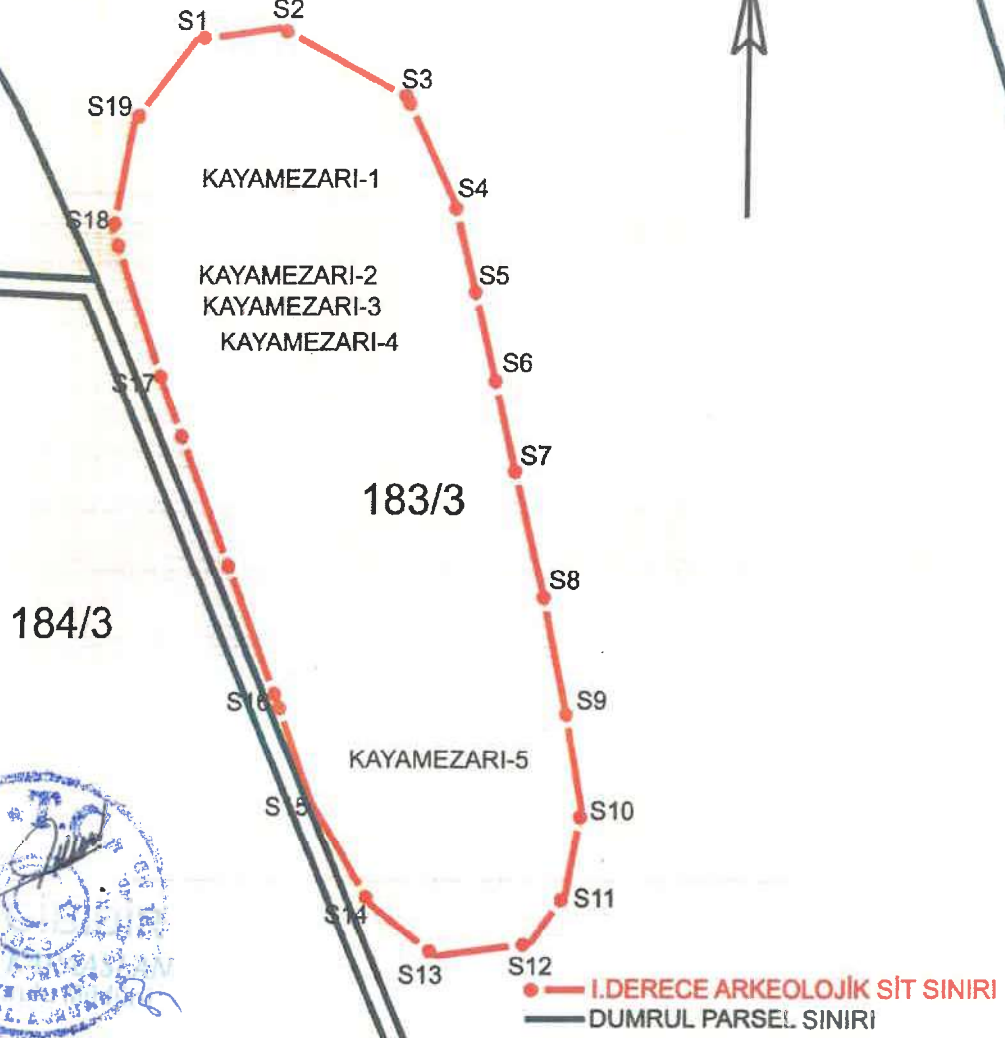 S1
S2
S3
S19
KAYAMEZARI-1
S4
S18
KAYAMEZARI-2
S5
KAYAMEZARI-3
KAYAMEZARI-4
S6
S17
S7
183/3
S8
184/3
S16
S9
KAYAMEZARI-5
S15
S10
T.C.
S14
S11
S13
S12
I.DERECE ARKEOLOJİK SİT SINIRI
DUMRUL PARSEL SINIRI